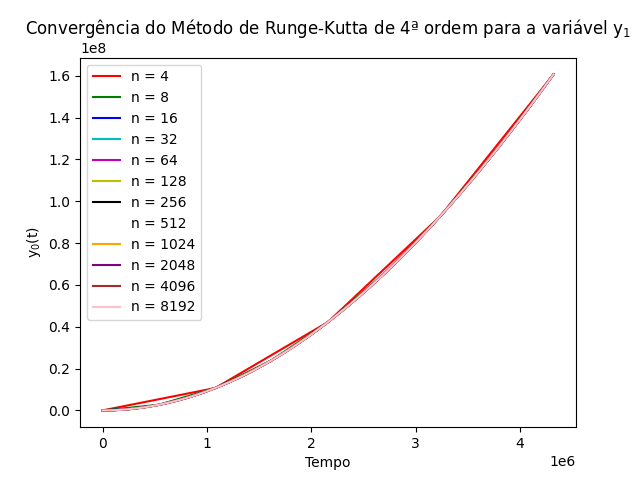 Convergência do Método de Runge-Kutta de 4ª ordem para a variável y₁
1e8
1.6
1.4
1.2
1.0
0.8
0.6
0.4
0.2
0.0
y₀(t)
n = 4
n = 8
n = 16
n = 32
n = 64
n = 128
n = 256
n = 512
n = 1024
n = 2048
n = 4096
n = 8192
0 1 2 3 4
Tempo
1e6